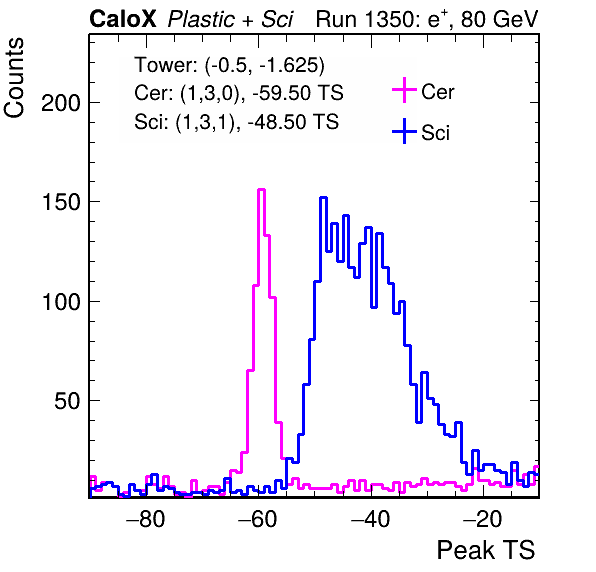 CaloX Plastic + Sci Run 1350: e+, 80 GeV
Counts
Tower: (-0.5, -1.625)
Cer: (1,3,0), -59.50 TS
Sci: (1,3,1), -48.50 TS
Cer
Sci
200
150
100
50
−80 −60 −40 −20
Peak TS